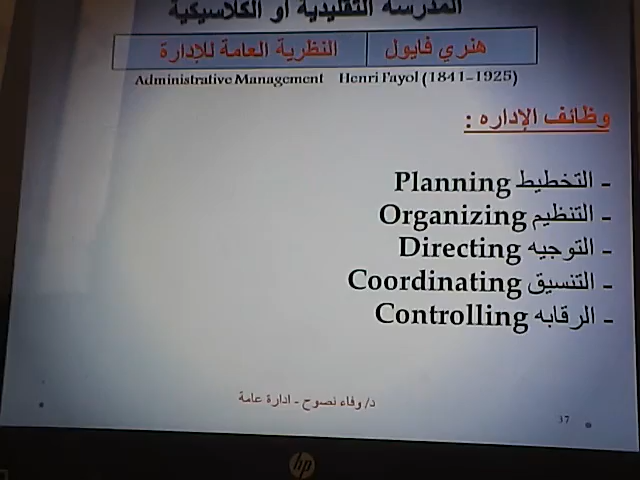 المدرسة التقليدية او الكلاسيكية
هنري فايول النظرية العامة للإدارة
Administrative Management Henri Fayol (1841-1925)
وظائف الإداره :
- التخطيط Planning
- التنظيم Organizing
- التوجيه Directing
- التنسيق Coordinating
- الرقابه Controlling
د/ وفاء نصوح - ادارة عامة
37
hp